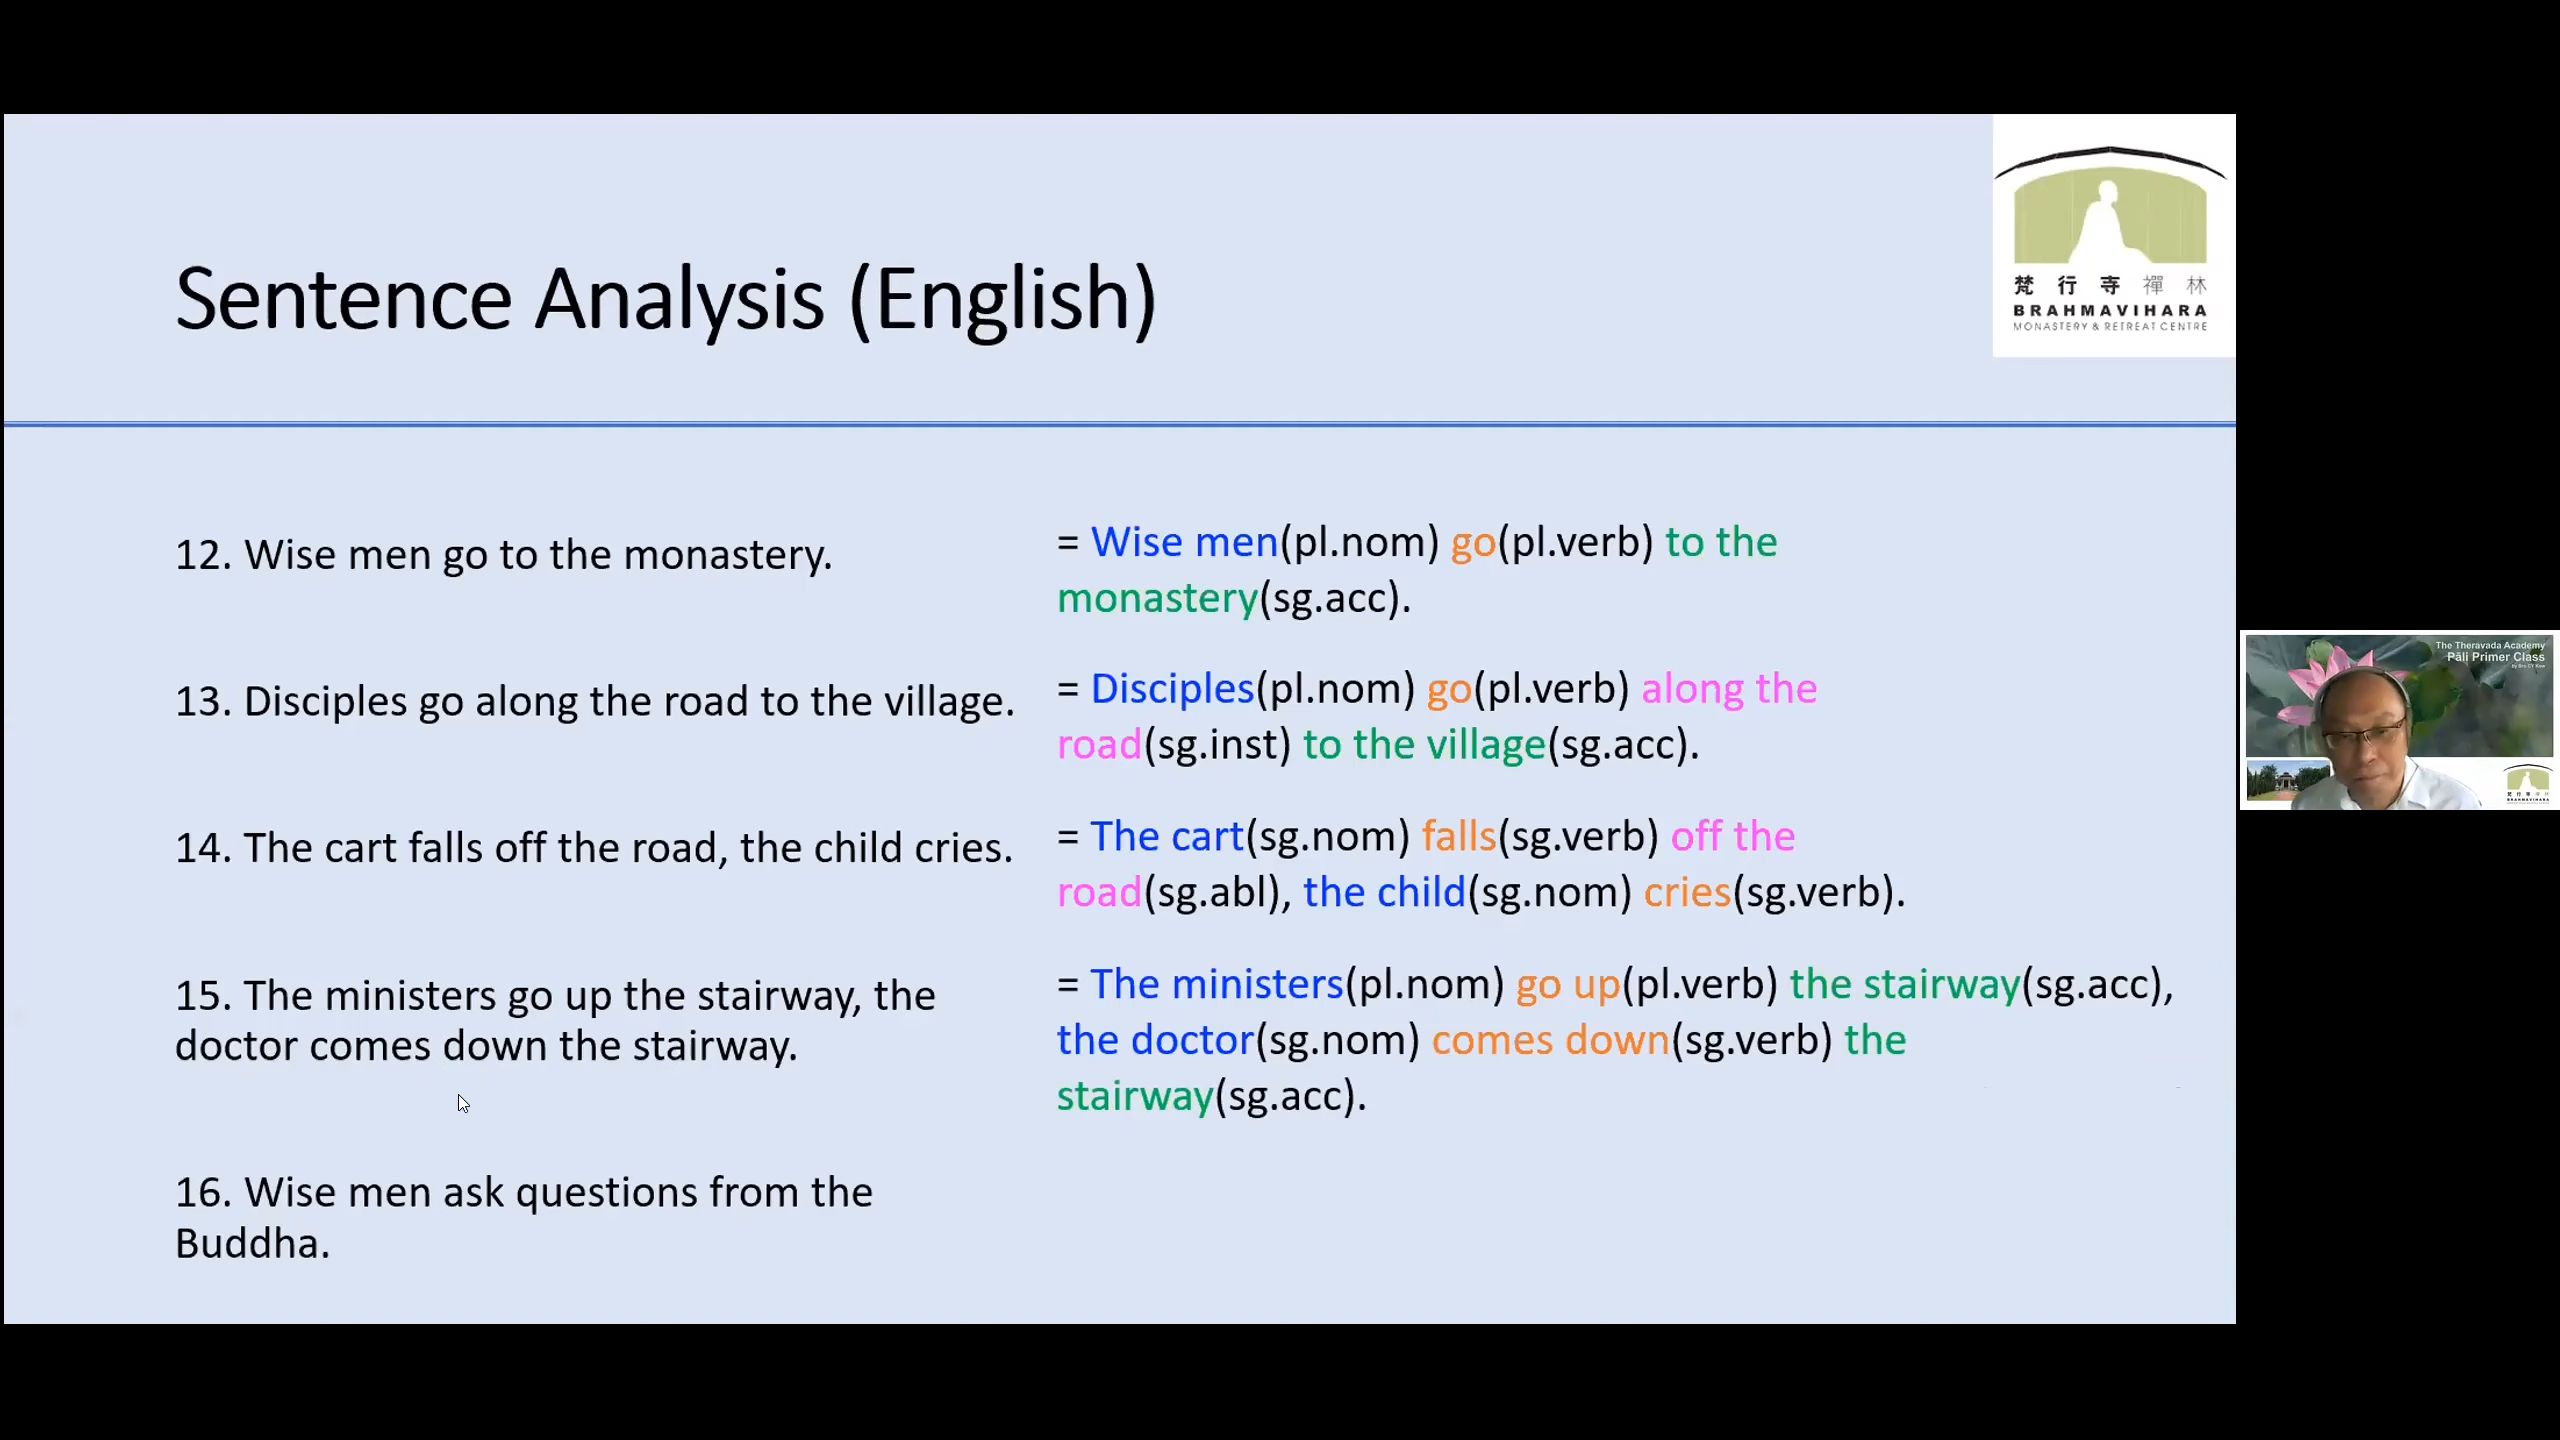 Sentence Analysis (English)
梵行寺禪林
BRAHMAVIHARA
MONASTERY & RETREAT CENTRE
12. Wise men go to the monastery.
= Wise men(pl.nom) go(pl.verb) to the
monastery(sg.acc).
13. Disciples go along the road to the village.
= Disciples(pl.nom) go(pl.verb) along the
road(sg.inst) to the village(sg.acc).
14. The cart falls off the road, the child cries.
= The cart(sg.nom) falls(sg.verb) off the
road(sg.abl), the child(sg.nom) cries(sg.verb).
15. The ministers go up the stairway, the
doctor comes down the stairway.
= The ministers(pl.nom) go up(pl.verb) the stairway(sg.acc),
the doctor(sg.nom) comes down(sg.verb) the
stairway(sg.acc).
16. Wise men ask questions from the
Buddha.
The Theravada Academy
Pāli Primer Class